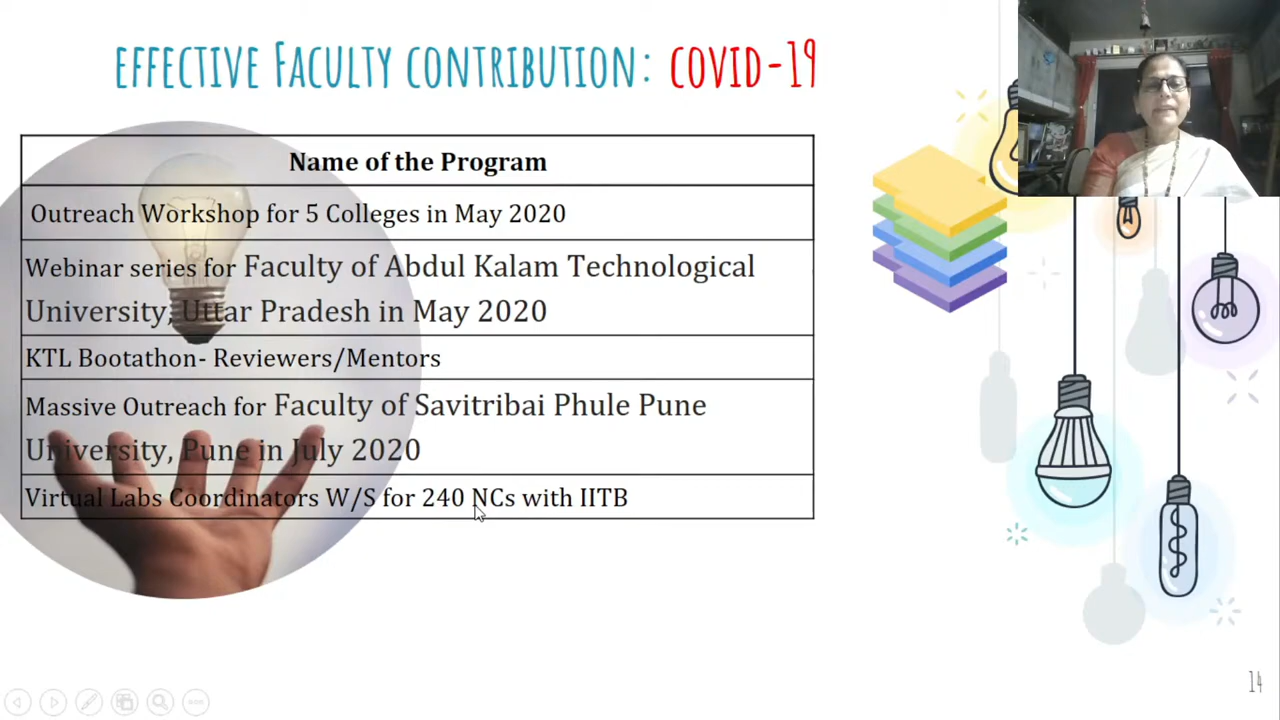 EFFECTIVE FACULTY CONTRIBUTION: COVID-19
Name of the Program
Outreach Workshop for 5 Colleges in May 2020
Webinar series for Faculty of Abdul Kalam Technological
University, Uttar Pradesh in May 2020
KTL Bootathon- Reviewers/Mentors
Massive Outreach for Faculty of Savitribai Phule Pune
University, Pune in July 2020
Virtual Labs Coordinators W/S for 240 NCs with IITB
14